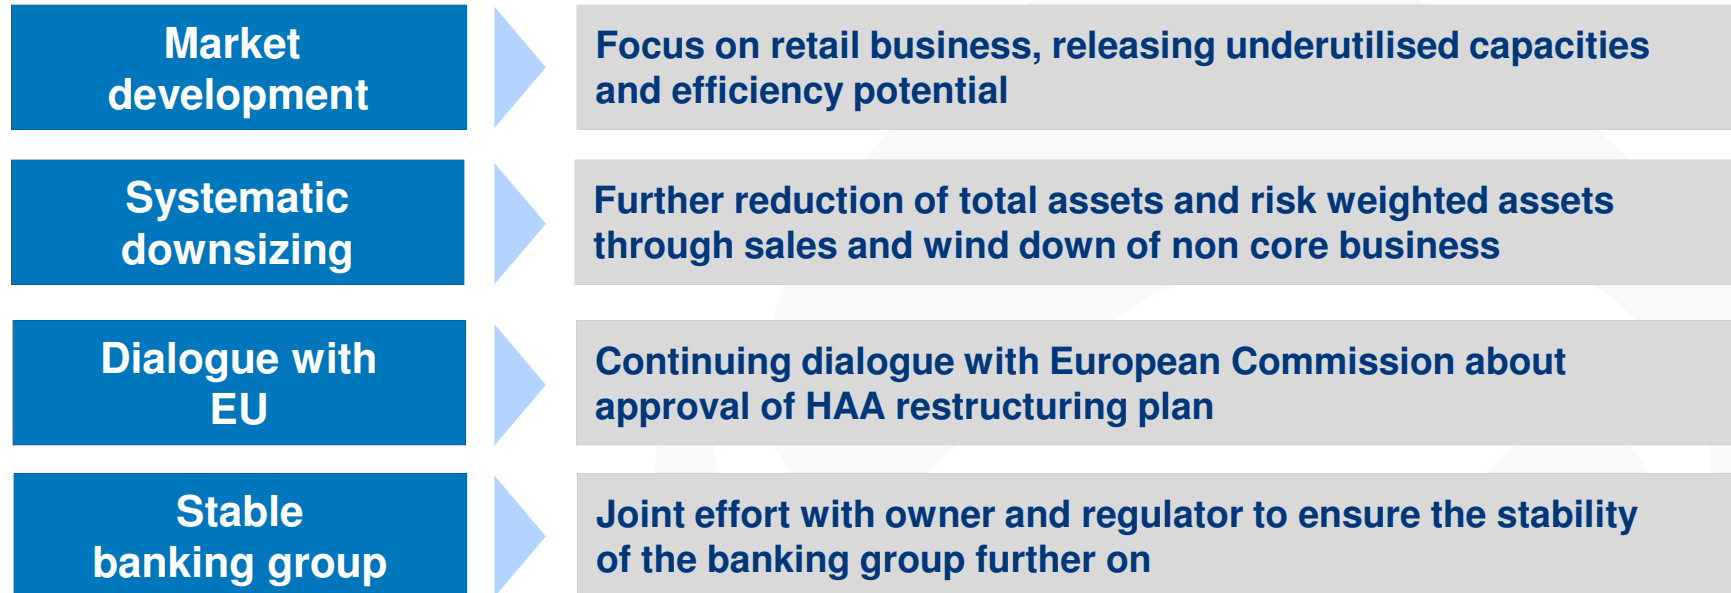 Market
development
Focus on retail business, releasing underutilised capacities
and efficiency potential
Systematic
downsizing
Further reduction of total assets and risk weighted assets
through sales and wind down of non core business
Dialogue with
EU
Continuing dialogue with European Commission about
approval of HAA restructuring plan
Stable
banking group
Joint effort with owner and regulator to ensure the stability
of the banking group further on